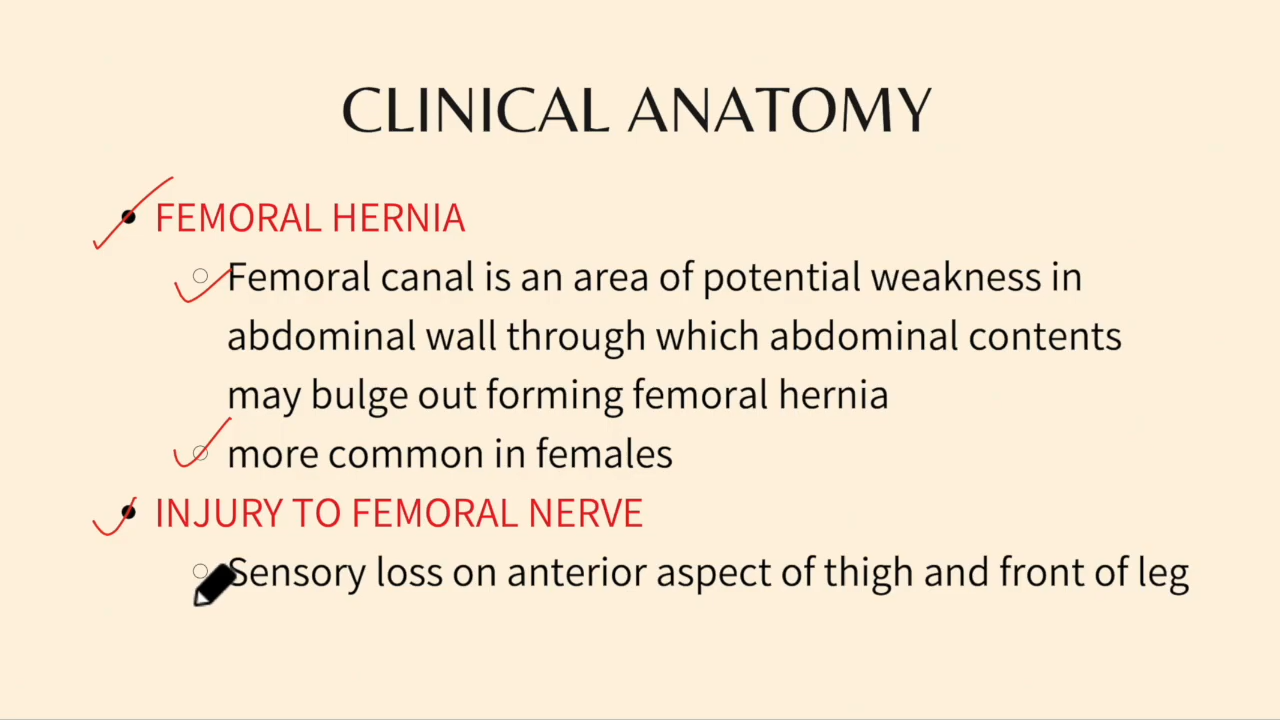 CLINICAL ANATOMY
FEMORAL HERNIA
Femoral canal is an area of potential weakness in
abdominal wall through which abdominal contents
may bulge out forming femoral hernia
more common in females
INJURY TO FEMORAL NERVE
Sensory loss on anterior aspect of thigh and front of leg